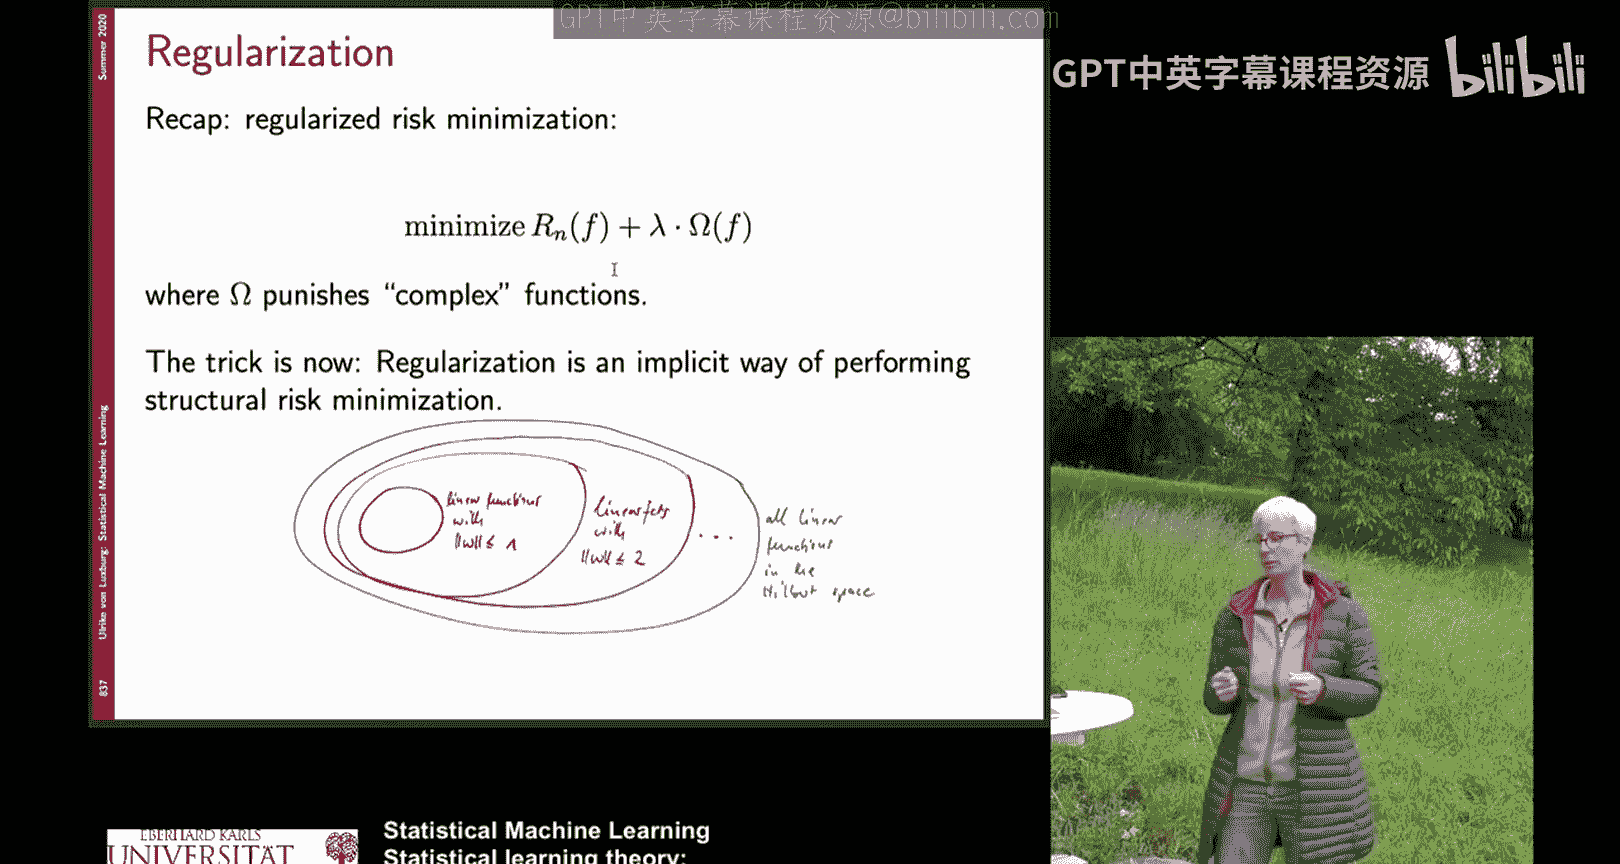 GPT中英字幕课程资源@bilibili.com
GPT中英字幕课程资源 bilibili
Summer 2020
Regularization
Recap: regularized risk minimization:
minimize Rₙ(f) + λ · Ω(f)
where Ω punishes “complex” functions.
The trick is now: Regularization is an implicit way of performing
structural risk minimization.
linear functions
with
||w|| ≤ 1
linear fcts
with
||w|| ≤ 2
...
all linear
functions
in the
Hilbert space
Ulrike von Luxburg: Statistical Machine Learning
837
EBERHARD KARLS
UNIVERSITÄT
Statistical Machine Learning
Statistical learning theory: